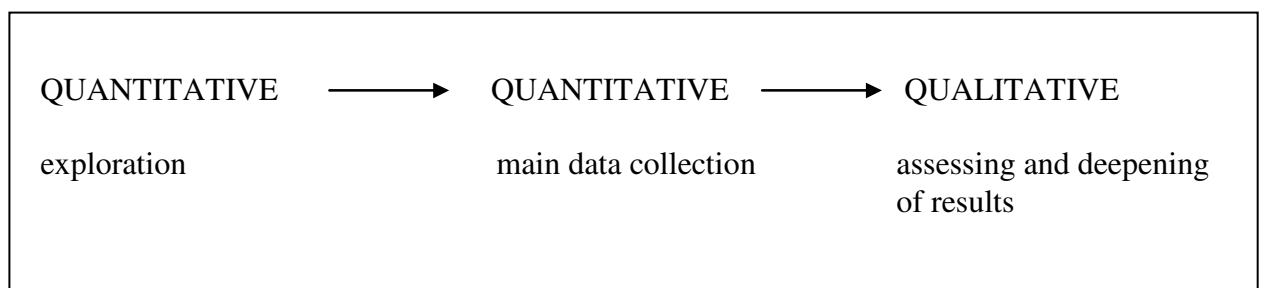 QUANTITATIVE QUANTITATIVE QUALITATIVE
exploration main data collection assessing and deepening
of results